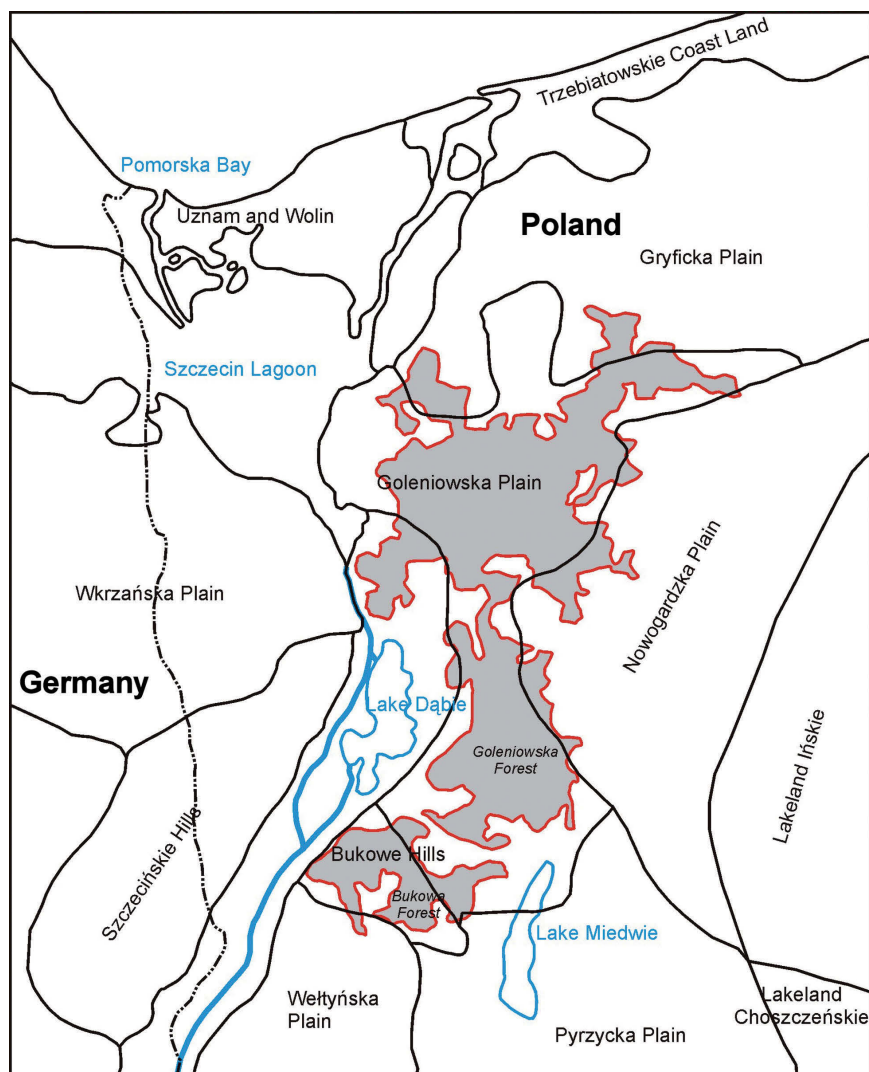 Trzebiatowskie Coast Land
Pomorska Bay
Uznam and Wolin
Poland
Gryficka Plain
Szczecin Lagoon
Goleniowska Plain
Wkrzańska Plain
Nowogardzka Plain
Germany
Lake Dąbie
Goleniowska
Forest
Lakeland Ińskie
Szczecińskie Hills
Bukowe Hills
Bukowa
Forest
Lake Miedwie
Wełtyńska
Plain
Pyrzycka Plain
Lakeland
Choszczeńskie